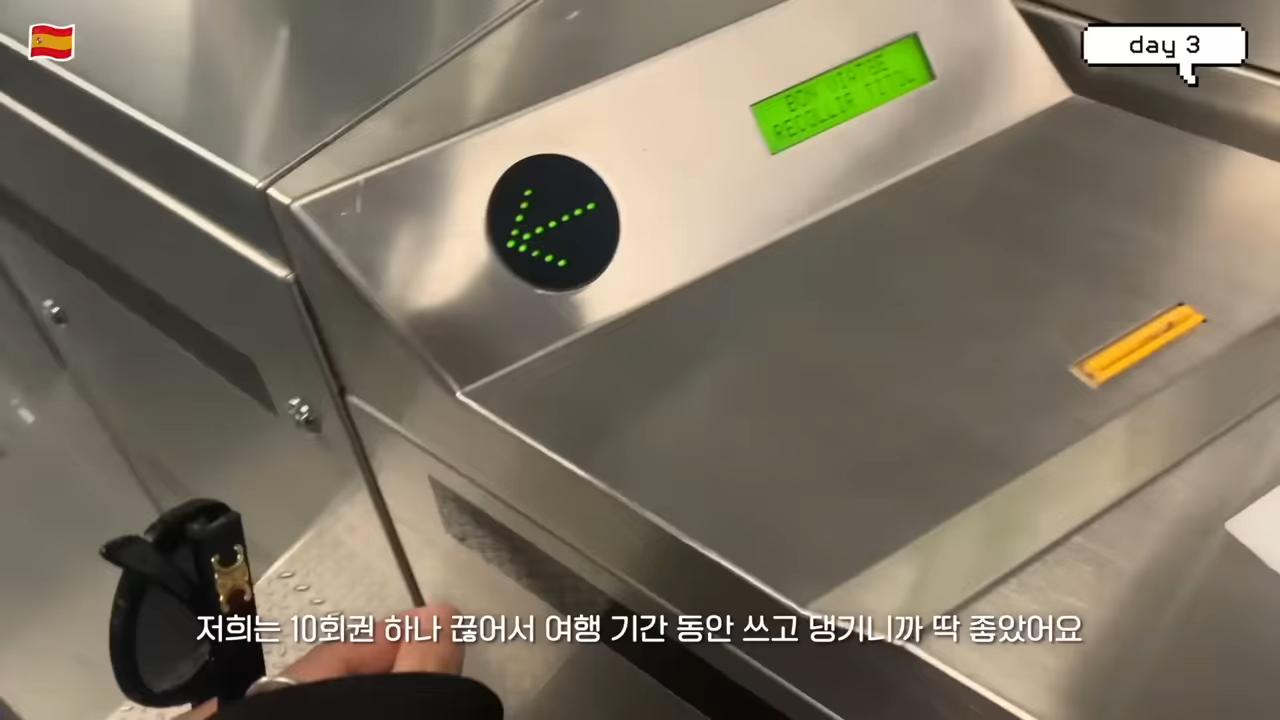 day 3
BON VIATGE
RECOLLIR TITOL
저희는 10회권 하나 끊어서 여행 기간 동안 쓰고 댕키니까 딱 좋았어요